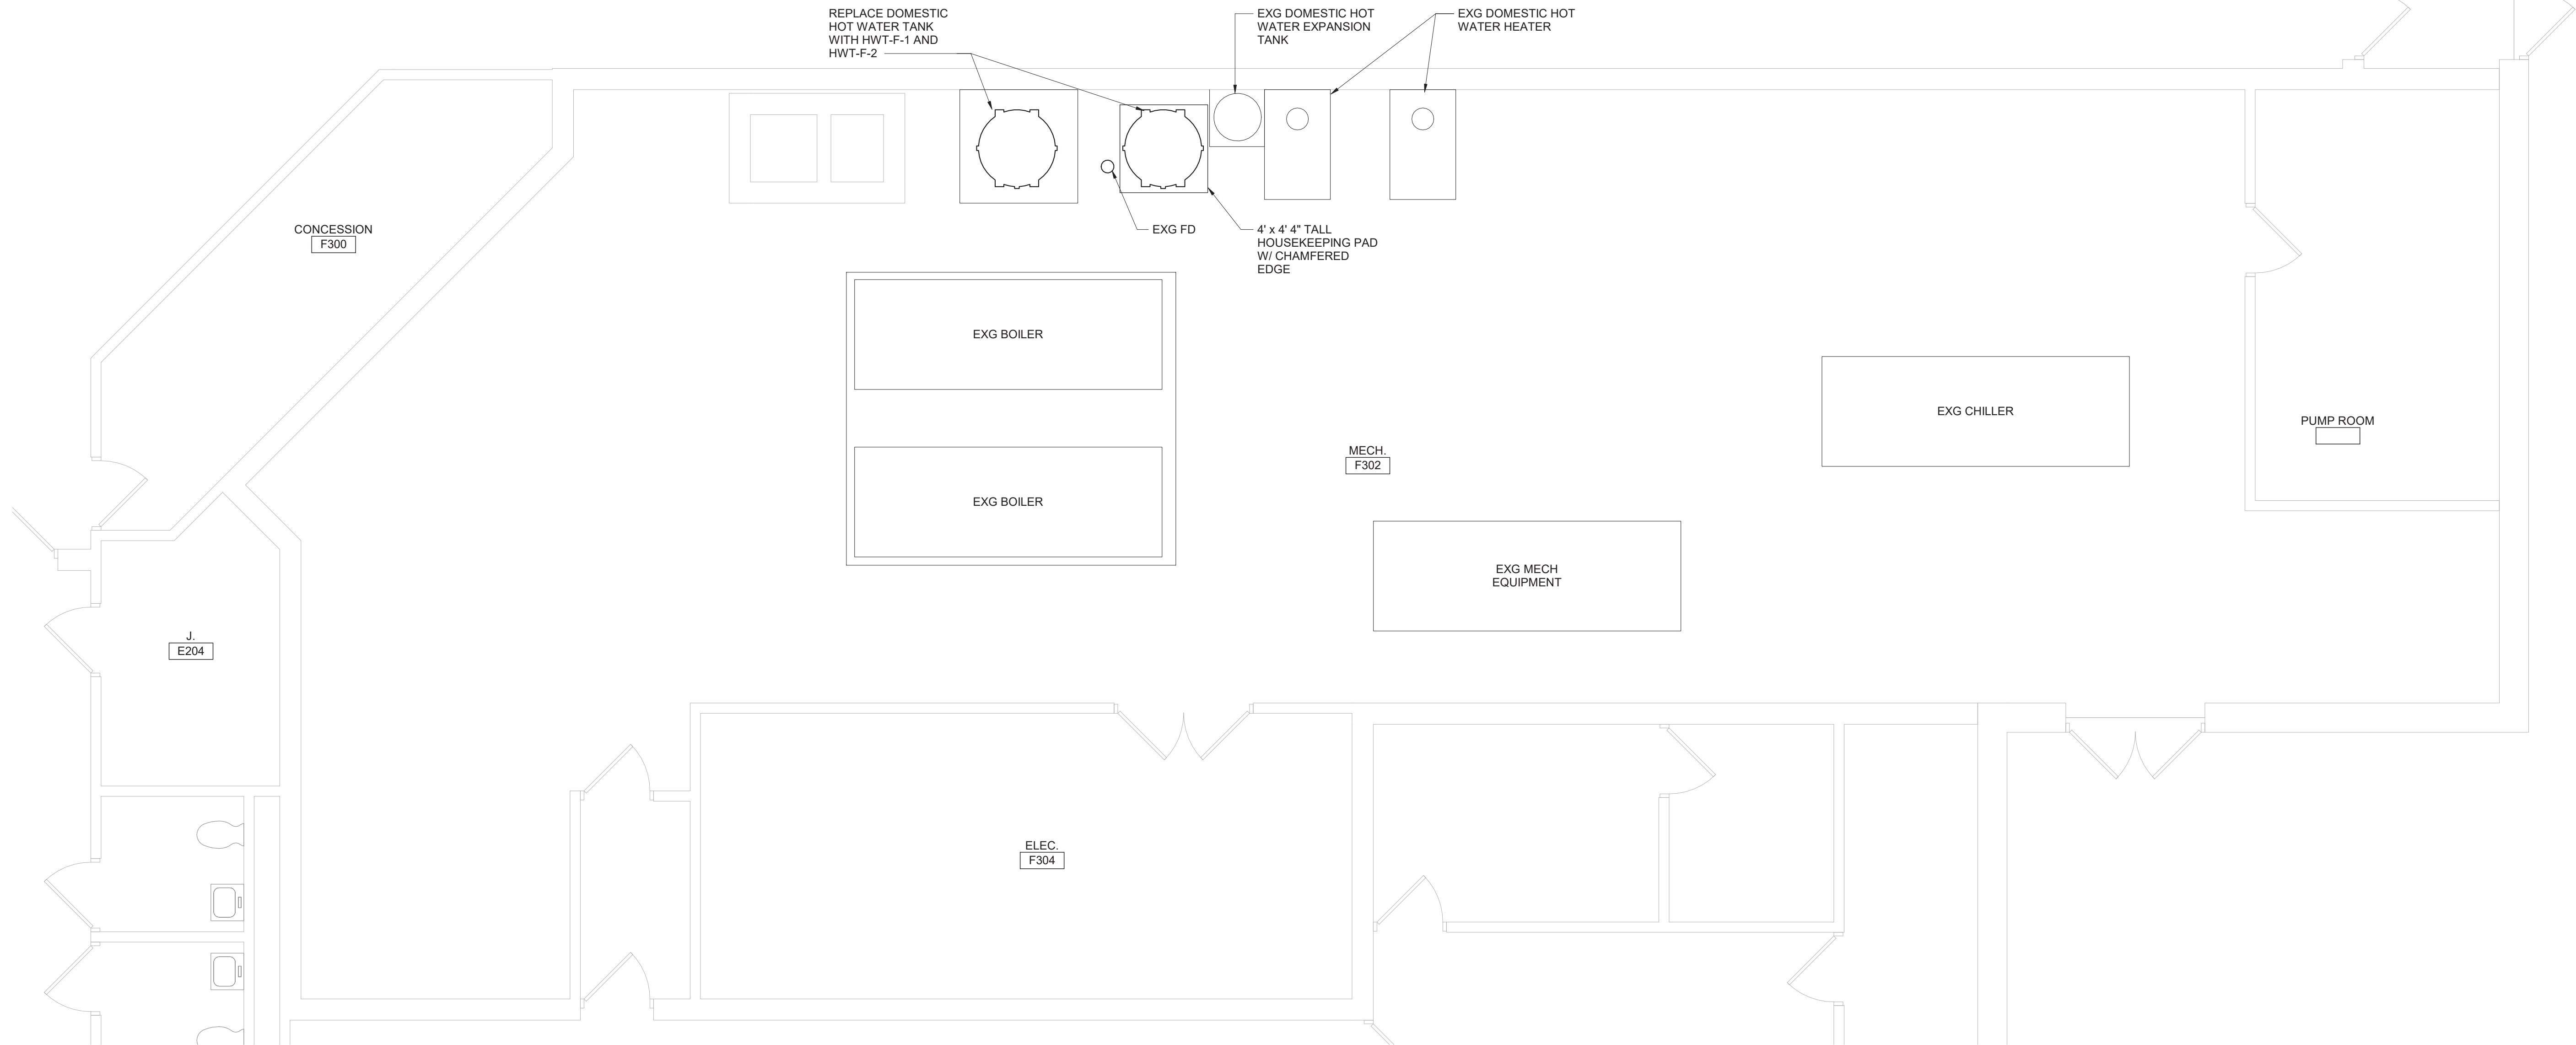 REPLACE DOMESTIC
HOT WATER TANK
WITH HWT-F-1 AND
HWT-F-2
EXG DOMESTIC HOT
WATER EXPANSION
TANK
EXG DOMESTIC HOT
WATER HEATER
CONCESSION
F300
EXG FD
4' x 4' 4" TALL
HOUSEKEEPING PAD
W/ CHAMFERED
EDGE
EXG BOILER
EXG CHILLER
PUMP ROOM
MECH.
F302
EXG BOILER
EXG MECH
EQUIPMENT
J.
E204
ELEC.
F304